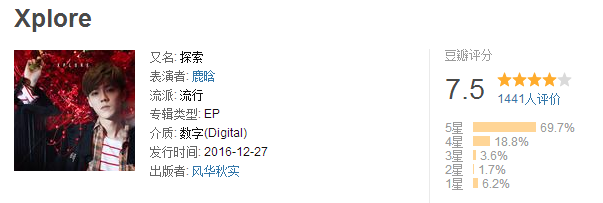 Xplore
XPLORE
又名: 探索
表演者: 鹿晗
流派: 流行
专辑类型: EP
介质: 数字(Digital)
发行时间: 2016-12-27
出版者: 风华秋实
豆瓣评分
7.5
1441人评价
5星 69.7%
4星 18.8%
3星 3.6%
2星 1.7%
1星 6.2%